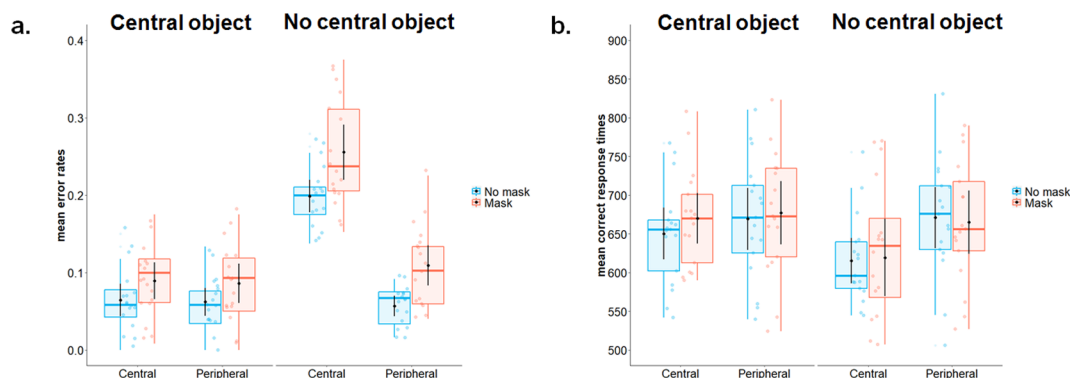 a.
Central object
No central object
mean error rates
0.4
0.3
0.2
0.1
0.0
Central
Peripheral
Central
Peripheral
No mask
Mask
b.
Central object
No central object
mean correct response times
900
850
800
750
700
650
600
550
500
Central
Peripheral
Central
Peripheral
No mask
Mask